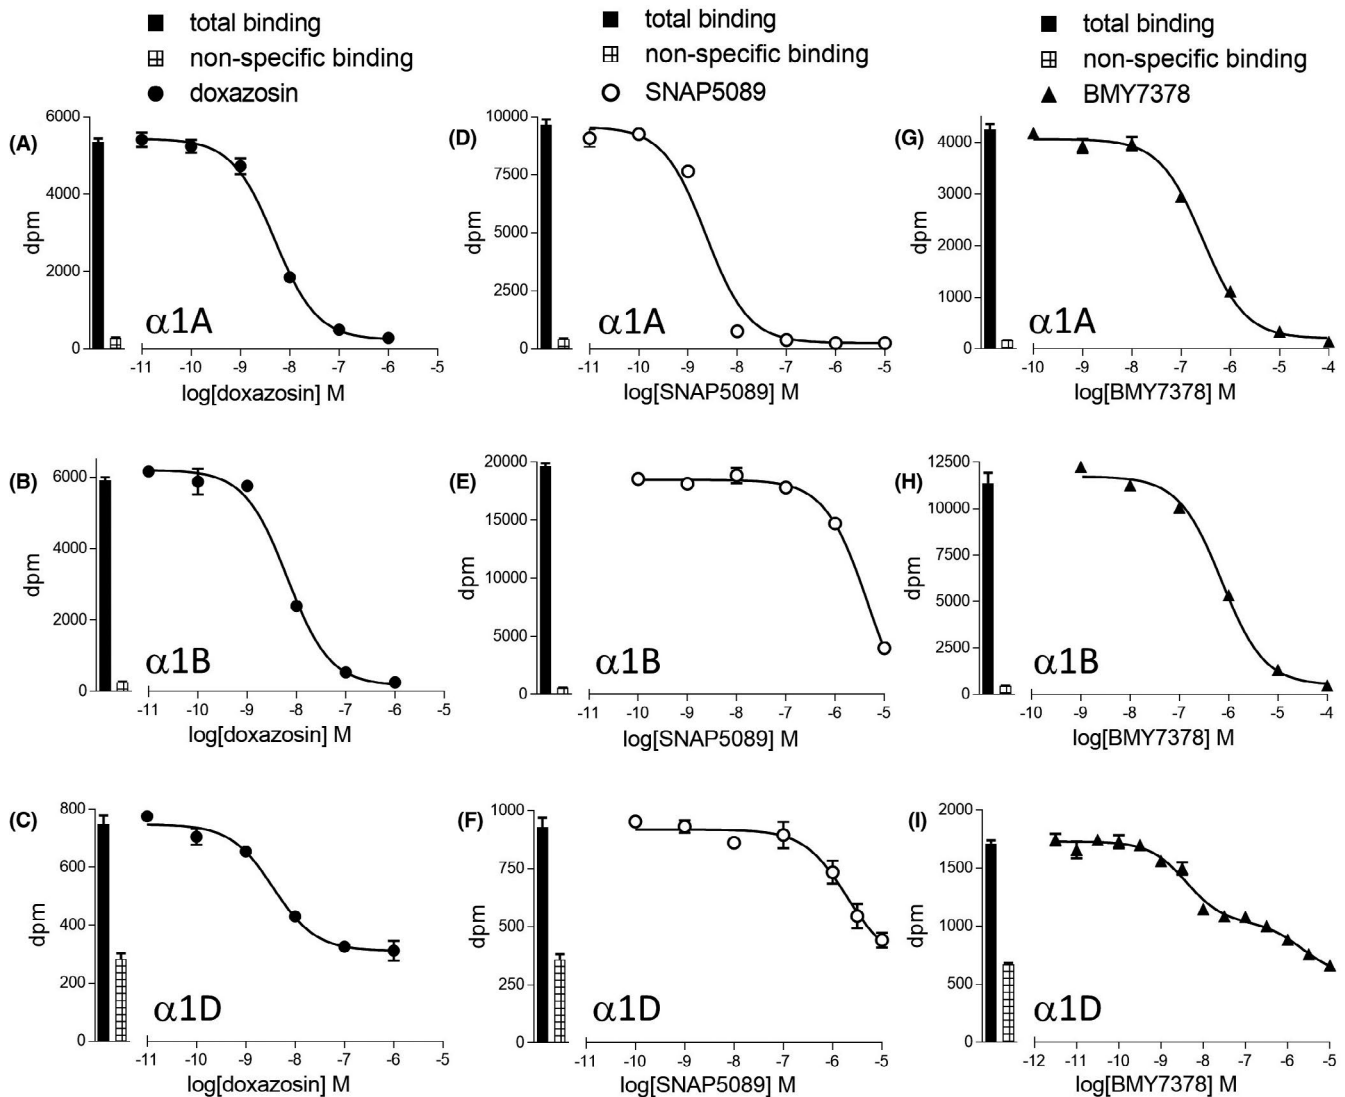 total binding
non-specific binding
doxazosin
total binding
non-specific binding
SNAP5089
total binding
non-specific binding
BMY7378
(A)
6000
4000
2000
0
dpm
α1A
-11 -10 -9 -8 -7 -6 -5
log[doxazosin] M
(D)
10000
7500
5000
2500
0
dpm
α1A
-11 -10 -9 -8 -7 -6 -5
log[SNAP5089] M
(G)
4000
3000
2000
1000
0
dpm
α1A
-10 -9 -8 -7 -6 -5 -4
log[BMY7378] M
(B)
6000
4000
2000
0
dpm
α1B
-11 -10 -9 -8 -7 -6 -5
log[doxazosin] M
(E)
20000
15000
10000
5000
0
dpm
α1B
-11 -10 -9 -8 -7 -6 -5
log[SNAP5089] M
(H)
12500
10000
7500
5000
2500
0
dpm
α1B
-10 -9 -8 -7 -6 -5 -4
log[BMY7378] M
(C)
800
600
400
200
0
dpm
α1D
-11 -10 -9 -8 -7 -6 -5
log[doxazosin] M
(F)
1000
750
500
250
0
dpm
α1D
-11 -10 -9 -8 -7 -6 -5
log[SNAP5089] M
(I)
2000
1500
1000
500
0
dpm
α1D
-12 -11 -10 -9 -8 -7 -6 -5
log[BMY7378] M